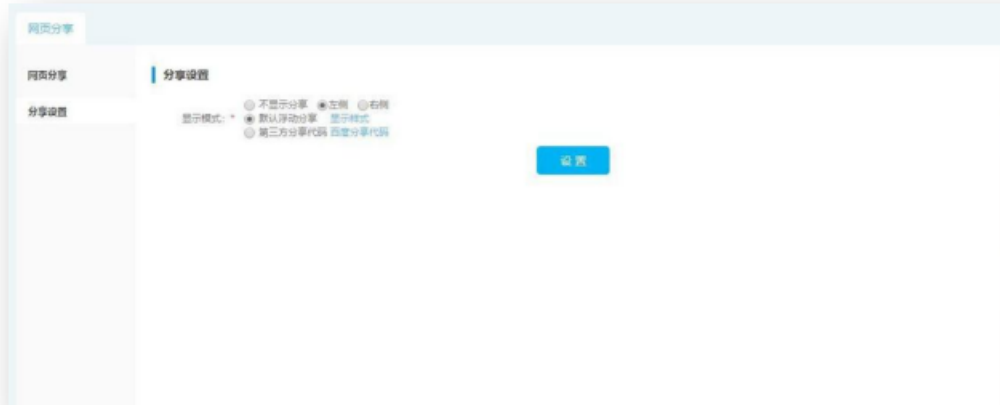 网页分享
网页分享
分享设置
分享设置
不显示分享 左侧 右侧
显示模式: * 默认浮动分享 显示样式
第三方分享代码 百度分享代码
设 置